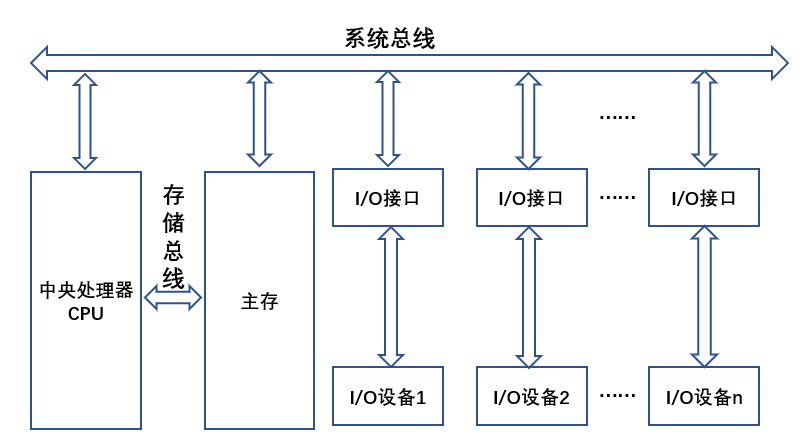 系统总线
……
存储总线
I/O接口
I/O接口
……
I/O接口
中央处理器
CPU
主存
I/O设备1
I/O设备2
……
I/O设备n